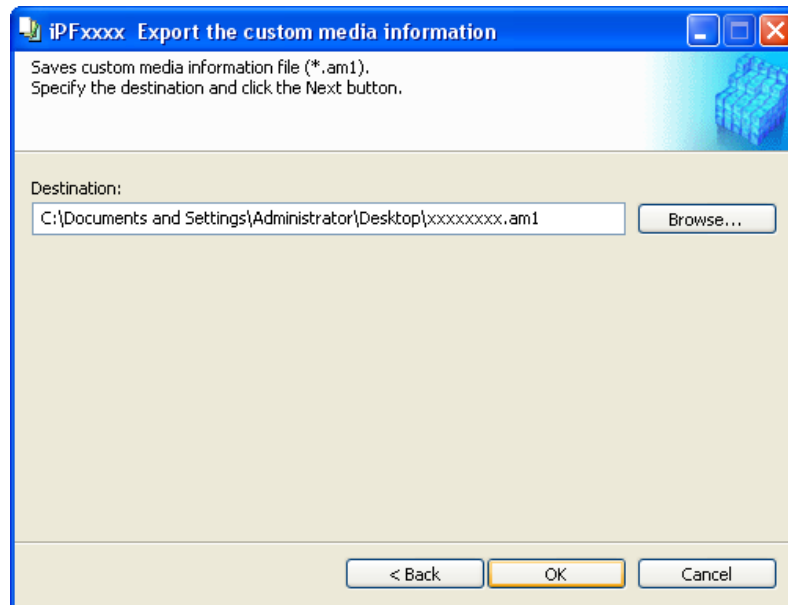 iPFxxxx Export the custom media information
Saves custom media information file (*.am1).
Specify the destination and click the Next button.
Destination:
C:\Documents and Settings\Administrator\Desktop\xxxxxxxx.am1
Browse...
< Back
OK
Cancel